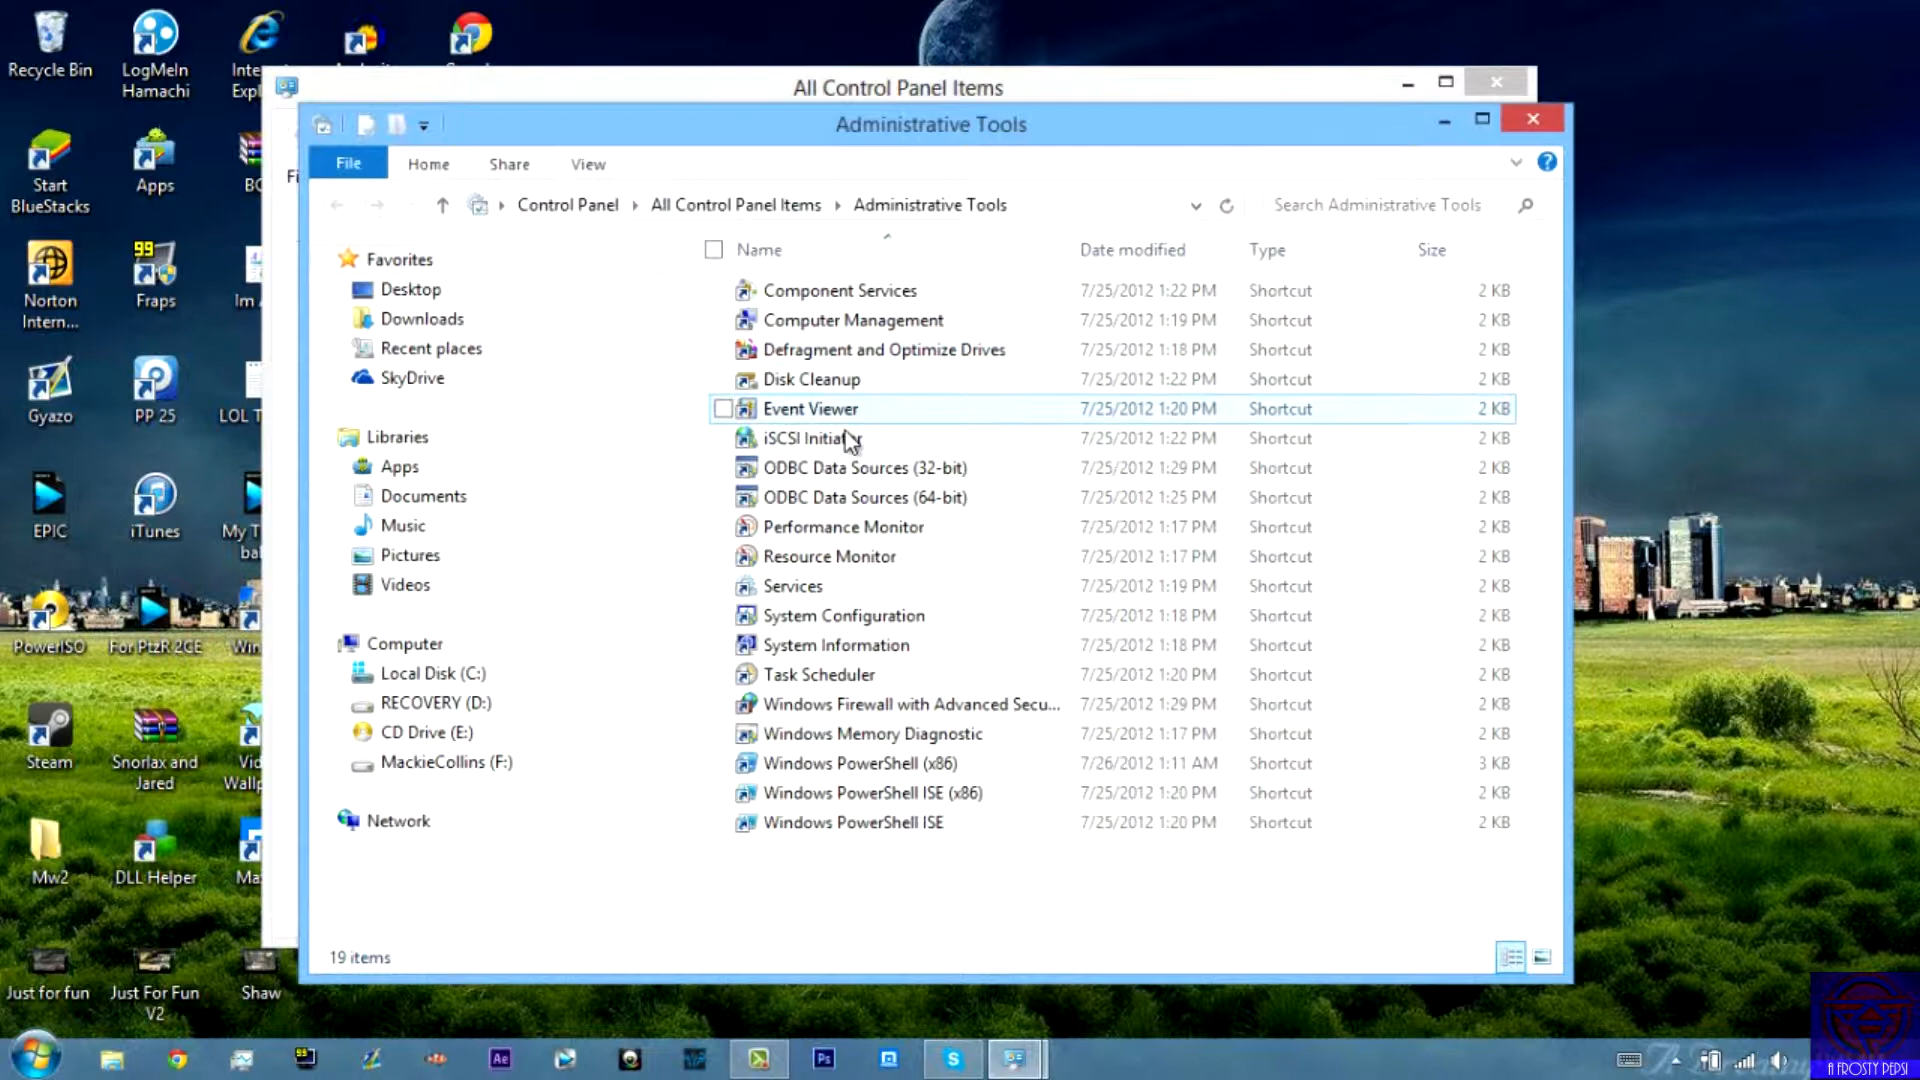 Recycle Bin
LogMeIn
Hamachi
All Control Panel Items
Administrative Tools
File
Home
Share
View
Control Panel
All Control Panel Items
Administrative Tools
Search Administrative Tools
Start
BlueStacks
Apps
Norton
Intern...
Fraps
Gyazo
PP 25
EPIC
iTunes
PowerISO
For PtzR 2CE
Steam
Snorlax and
Jared
Mw2
DLL Helper
Just for fun
Just For Fun
V2
Shaw
Favorites
Desktop
Downloads
Recent places
SkyDrive
Libraries
Apps
Documents
Music
Pictures
Videos
Computer
Local Disk (C:)
RECOVERY (D:)
CD Drive (E:)
MackieCollins (F:)
Network
Name Date modified Type Size
Component Services 7/25/2012 1:22 PM Shortcut 2 KB
Computer Management 7/25/2012 1:19 PM Shortcut 2 KB
Defragment and Optimize Drives 7/25/2012 1:18 PM Shortcut 2 KB
Disk Cleanup 7/25/2012 1:22 PM Shortcut 2 KB
Event Viewer 7/25/2012 1:20 PM Shortcut 2 KB
iSCSI Initiator 7/25/2012 1:22 PM Shortcut 2 KB
ODBC Data Sources (32-bit) 7/25/2012 1:29 PM Shortcut 2 KB
ODBC Data Sources (64-bit) 7/25/2012 1:25 PM Shortcut 2 KB
Performance Monitor 7/25/2012 1:17 PM Shortcut 2 KB
Resource Monitor 7/25/2012 1:17 PM Shortcut 2 KB
Services 7/25/2012 1:19 PM Shortcut 2 KB
System Configuration 7/25/2012 1:18 PM Shortcut 2 KB
System Information 7/25/2012 1:18 PM Shortcut 2 KB
Task Scheduler 7/25/2012 1:20 PM Shortcut 2 KB
Windows Firewall with Advanced Secu... 7/25/2012 1:29 PM Shortcut 2 KB
Windows Memory Diagnostic 7/25/2012 1:17 PM Shortcut 2 KB
Windows PowerShell (x86) 7/26/2012 1:11 AM Shortcut 3 KB
Windows PowerShell ISE (x86) 7/25/2012 1:20 PM Shortcut 2 KB
Windows PowerShell ISE 7/25/2012 1:20 PM Shortcut 2 KB
19 items
99
Ae
Ps
A FROSTY PEPSI